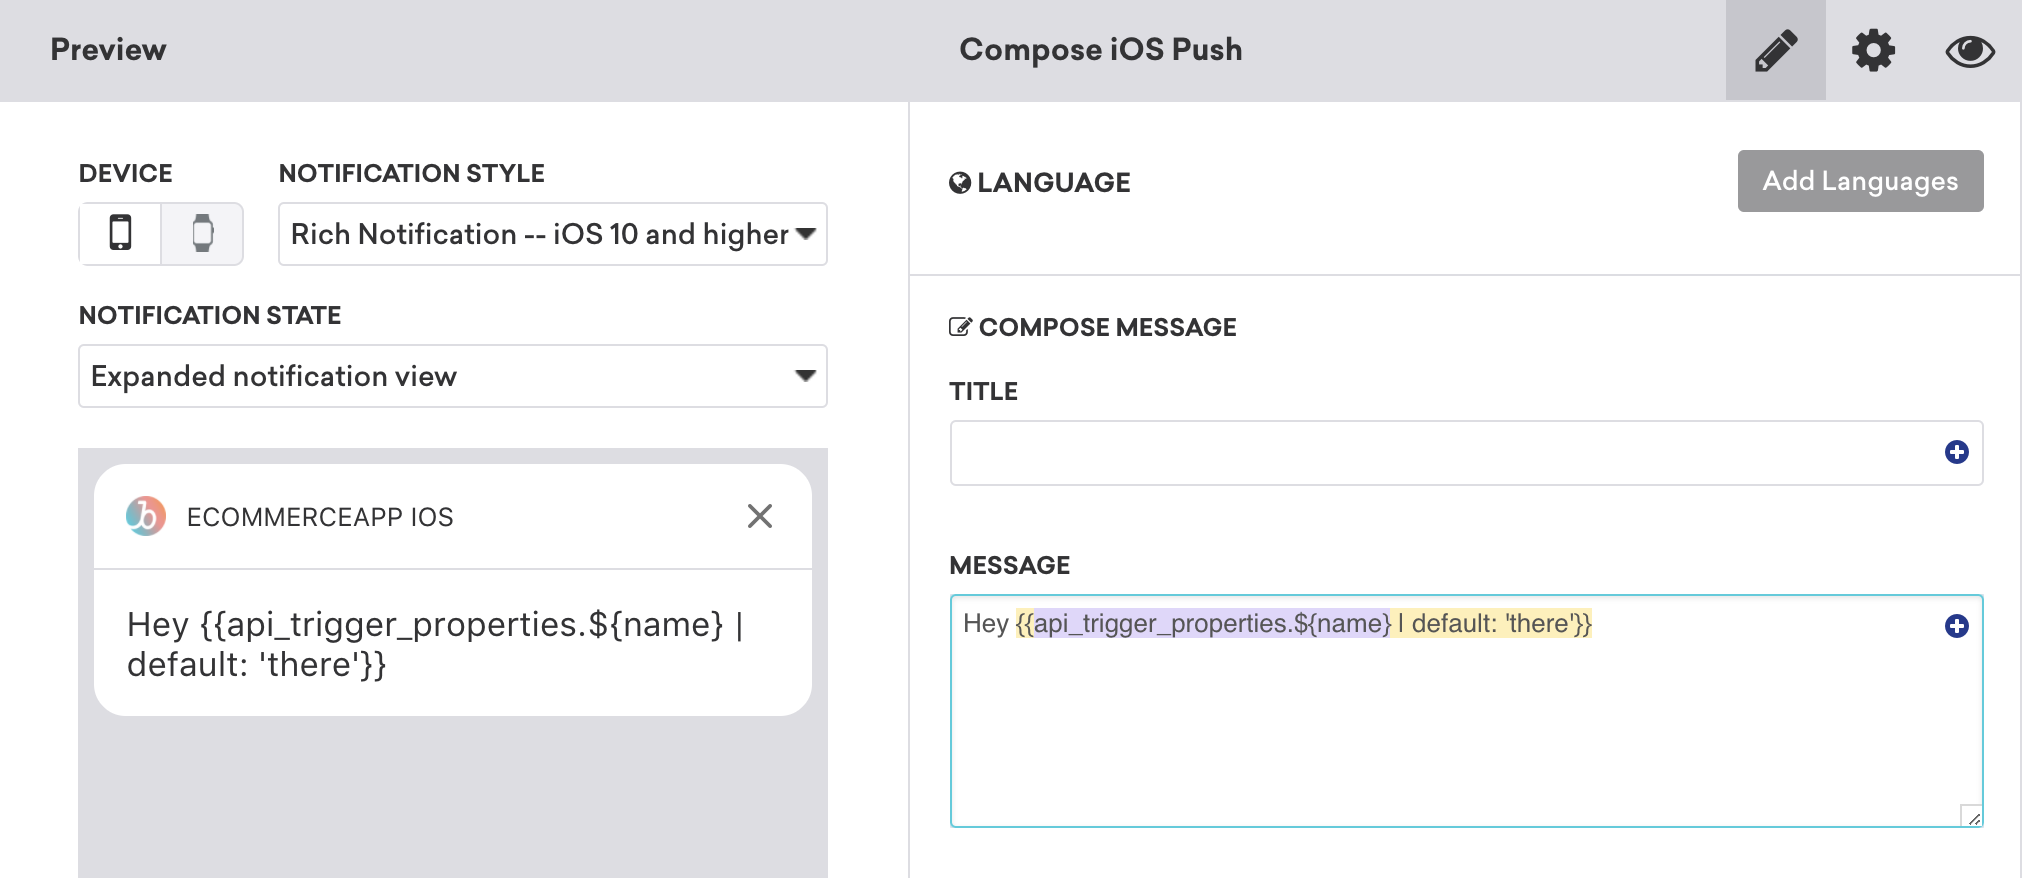 Preview
Compose iOS Push
DEVICE
NOTIFICATION STYLE
Rich Notification -- iOS 10 and higher
NOTIFICATION STATE
Expanded notification view
ECOMMERCEAPP IOS
Hey {{api_trigger_properties.${name} |
default: 'there'}}
LANGUAGE
Add Languages
COMPOSE MESSAGE
TITLE
MESSAGE
Hey {{api_trigger_properties.${name} | default: 'there'}}